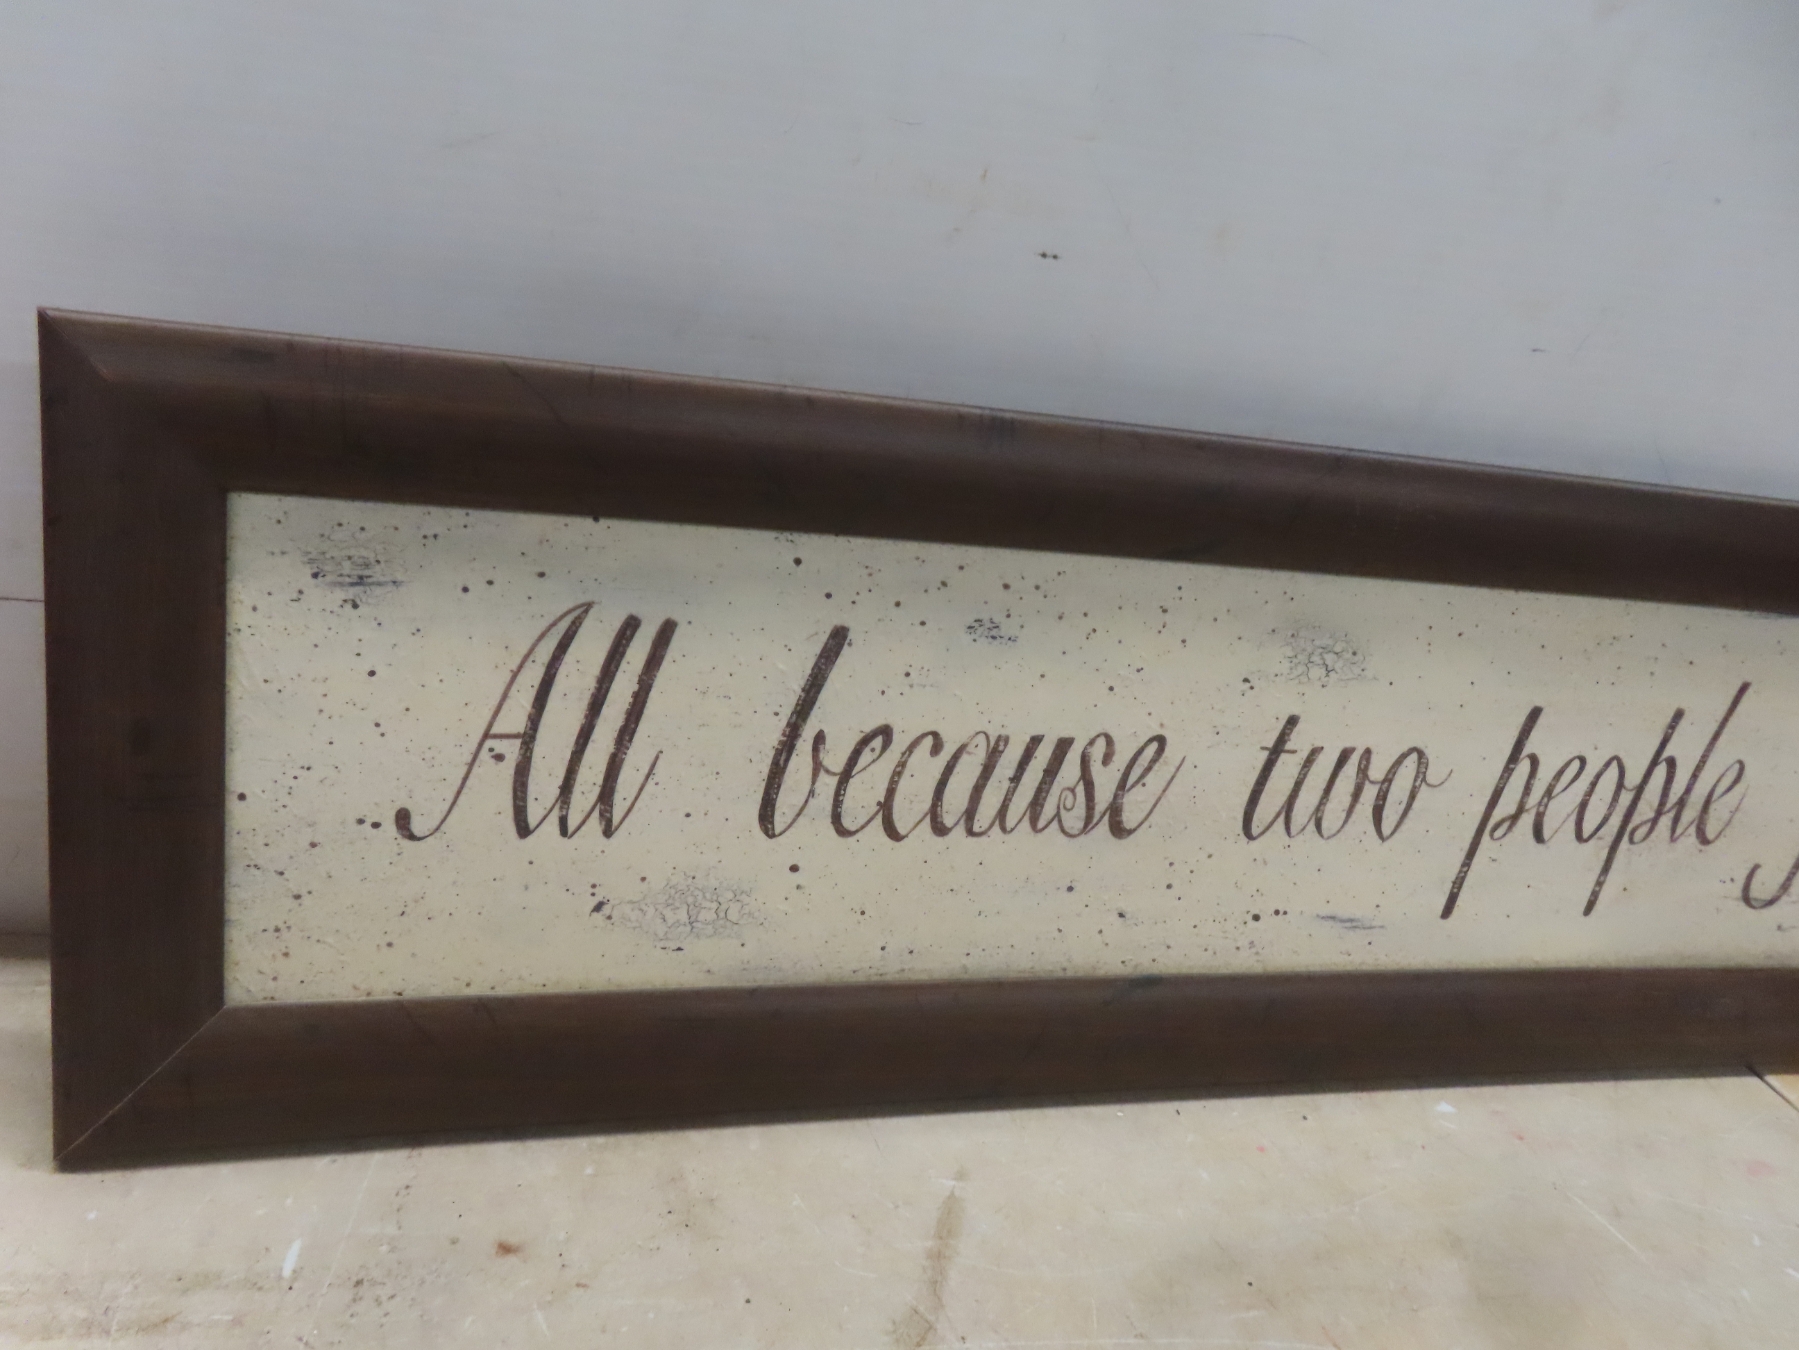 All because two people